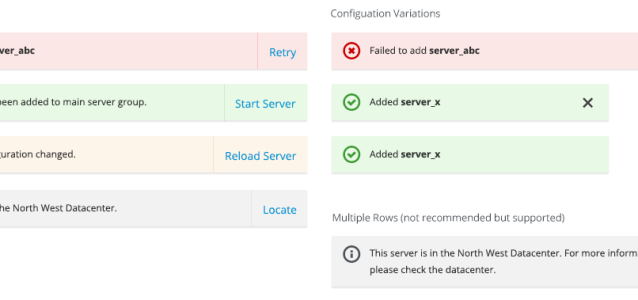 Configuation Variations
ver_abc
Retry
Failed to add server_abc
been added to main server group.
Start Server
Added server_x
uration changed.
Reload Server
Added server_x
he North West Datacenter.
Locate
Multiple Rows (not recommended but supported)
This server is in the North West Datacenter. For more inform
please check the datacenter.